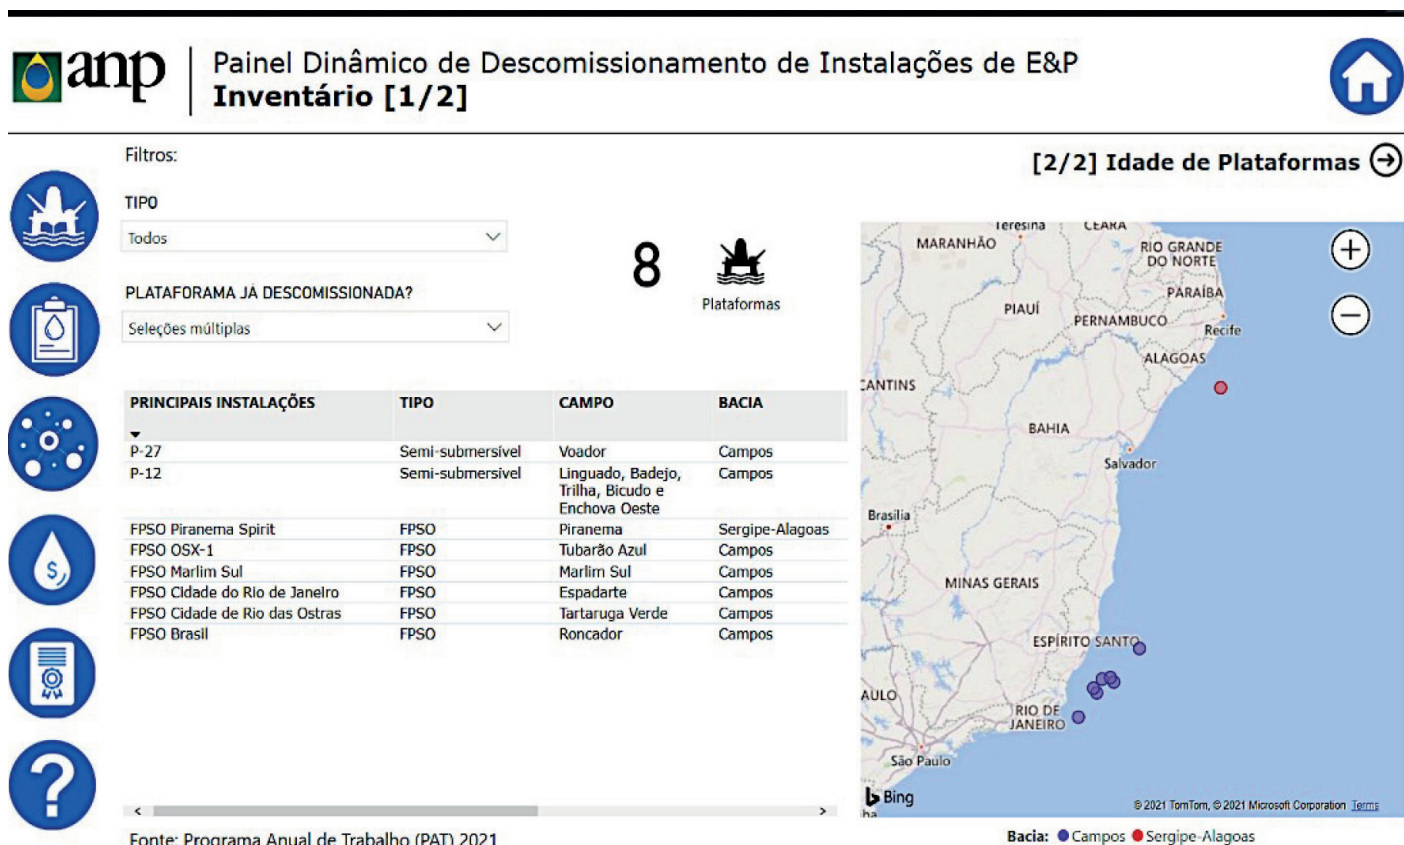 anp
Painel Dinâmico de Descomissionamento de Instalações de E&P
Inventário [1/2]
Filtros:
[2/2] Idade de Plataformas
TIPO
Todos
PLATAFORAMA JÁ DESCOMISSIONADA?
Seleções múltiplas
8
Plataformas
PRINCIPAIS INSTALAÇÕES TIPO CAMPO BACIA
P-27 Semi-submersível Voador Campos
P-12 Semi-submersível Linguado, Badejo, Campos
Trilha, Bicudo e
Enchova Oeste
FPSO Piranema Spirit FPSO Piranema Sergipe-Alagoas
FPSO OSX-1 FPSO Tubarão Azul Campos
FPSO Marlim Sul FPSO Marlim Sul Campos
FPSO Cidade do Rio de Janeiro FPSO Espadarte Campos
FPSO Cidade de Rio das Ostras FPSO Tartaruga Verde Campos
FPSO Brasil FPSO Roncador Campos
Fonte: Programa Anual de Trabalho (PAT) 2021
Teresina
CEARÁ
MARANHÃO
RIO GRANDE
DO NORTE
PARAÍBA
PIAUÍ
PERNAMBUCO
Recife
ALAGOAS
CANTINS
BAHIA
Salvador
Brasília
MINAS GERAIS
ESPÍRITO SANTO
AULO
RIO DE
JANEIRO
São Paulo
Bing
© 2021 TomTom, © 2021 Microsoft Corporation Terms
Bacia: Campos Sergipe-Alagoas
$
?